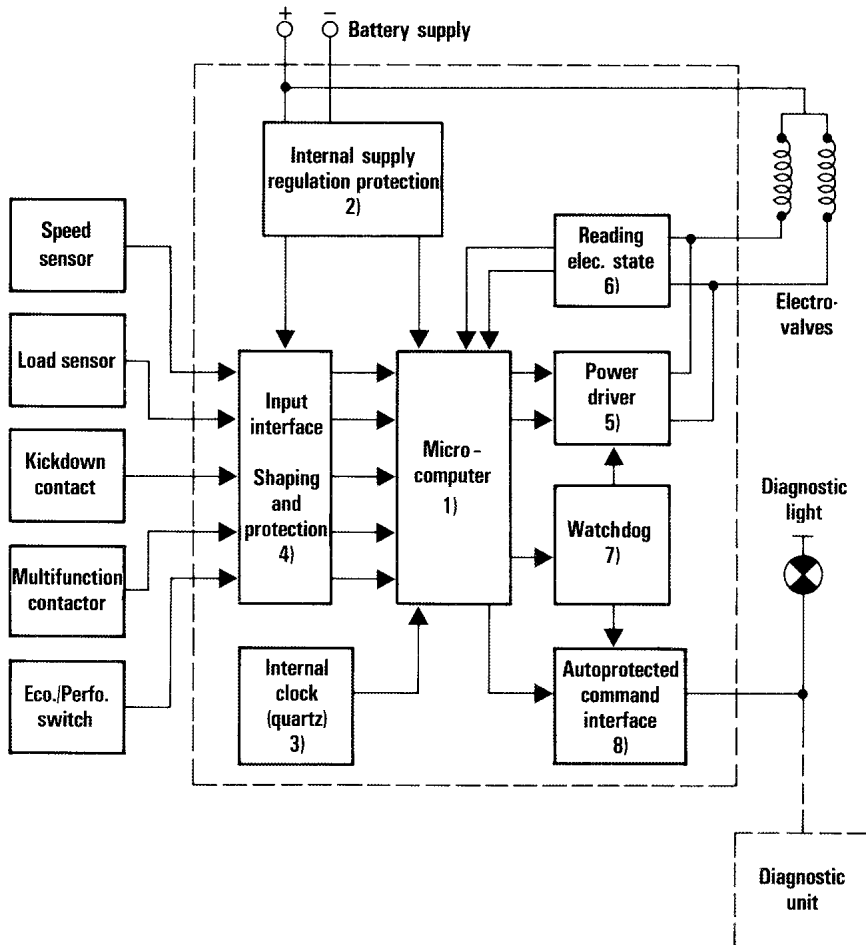 + −
Battery supply
Internal supply
regulation protection
2)
Speed
sensor
Reading
elec. state
6)
Electro-
valves
Load sensor
Input
interface
Shaping
and
protection
4)
Micro-
computer
1)
Power
driver
5)
Kickdown
contact
Diagnostic
light
Watchdog
7)
Multifunction
contactor
Eco./Perfo.
switch
Internal
clock
(quartz)
3)
Autoprotected
command
interface
8)
Diagnostic
unit